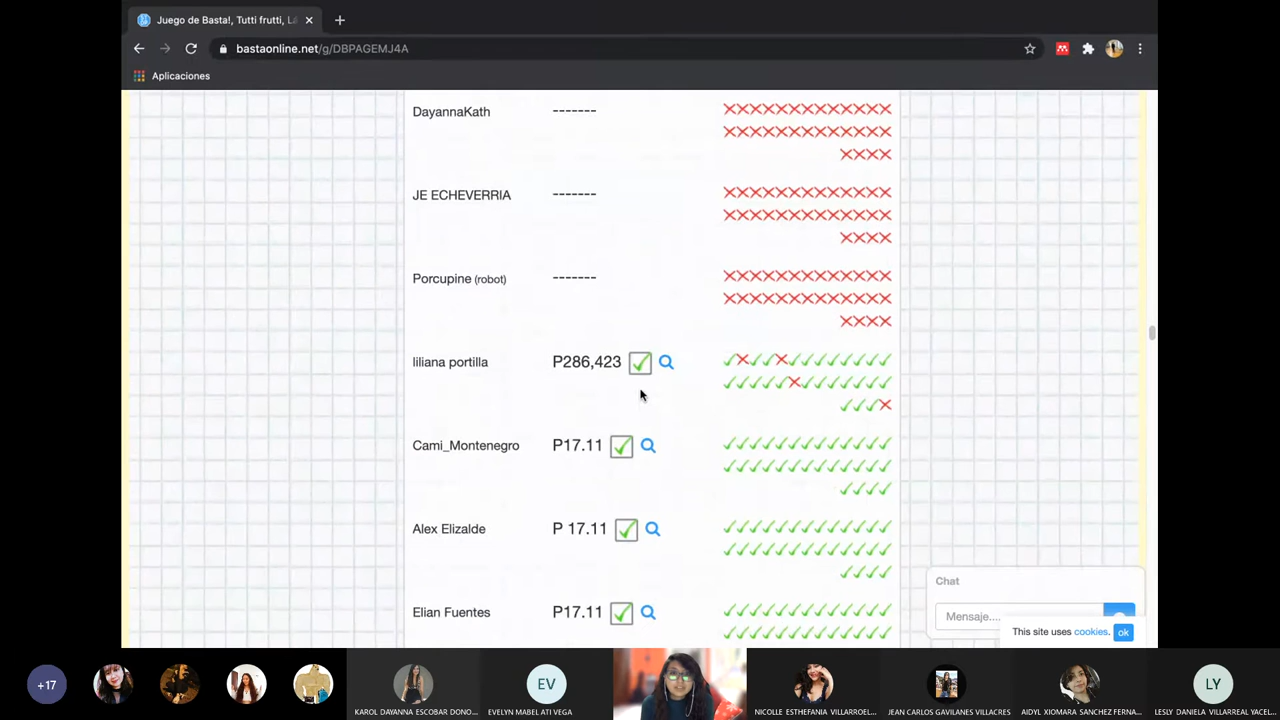 Juego de Basta!, Tutti frutti, Lá
bastaonline.net/g/DBPAGEMJ4A
Aplicaciones
DayannaKath -------
JE ECHEVERRIA -------
Porcupine (robot) -------
liliana portilla P286,423
Cami_Montenegro P17.11
Alex Elizalde P 17.11
Elian Fuentes P17.11
Chat
Mensaje....
This site uses cookies. ok
+17
EV
LY
KAROL DAYANNA ESCOBAR DONO...
EVELYN MABEL ATI VEGA
NICOLLE ESTHEFANIA VILLARROEL...
JEAN CARLOS GAVILANES VILLACRES
AIDYL XIOMARA SANCHEZ FERNA...
LESLY DANIELA VILLARREAL YACEL...